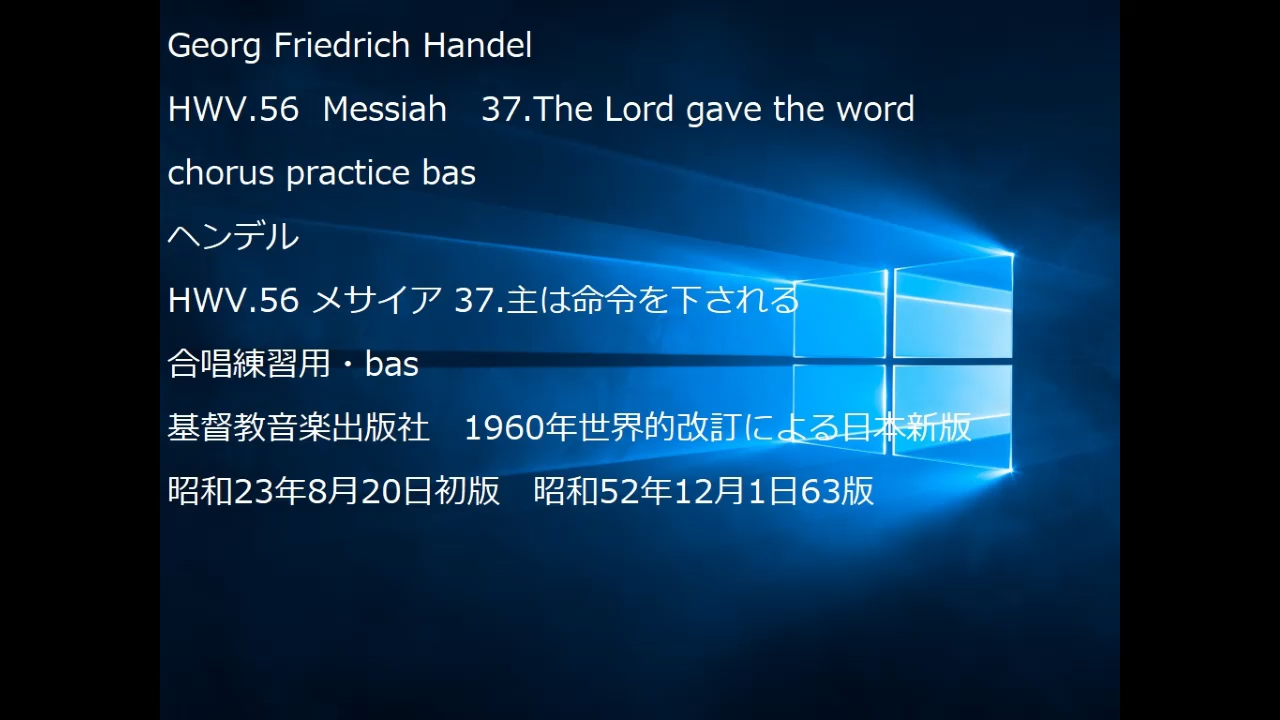 Georg Friedrich Handel
HWV.56  Messiah   37.The Lord gave the word
chorus practice bas
ヘンデル
HWV.56 メサイア 37.主は命令を下される
合唱練習用・bas
基督教音楽出版社　1960年世界的改訂による日本新版
昭和23年8月20日初版　昭和52年12月1日63版